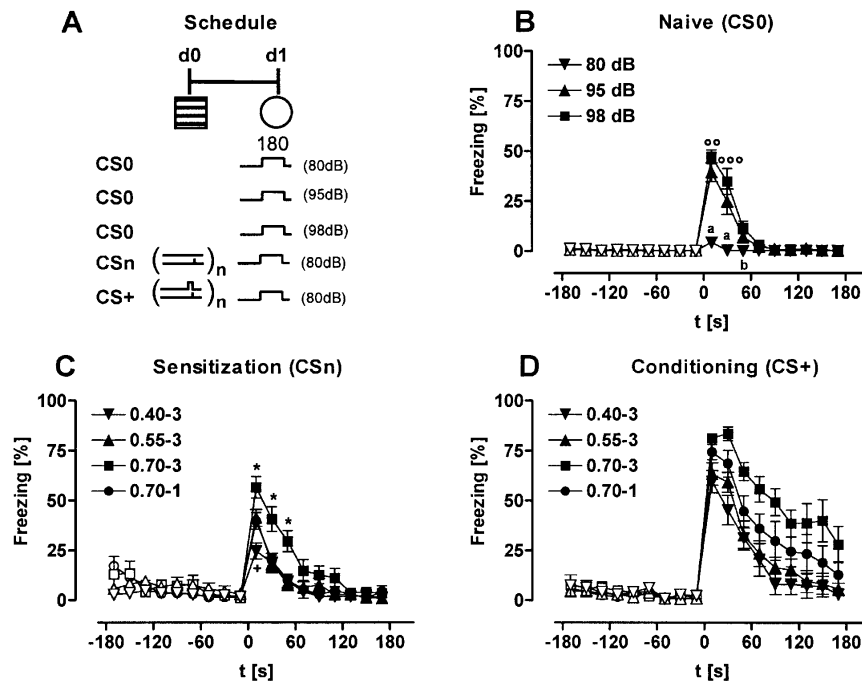 A Schedule
d0 d1
180
CS0 (80dB)
CS0 (95dB)
CS0 (98dB)
CSn ( )n (80dB)
CS+ ( )n (80dB)
B Naive (CS0)
100
75
50
25
0
Freezing [%]
80 dB
95 dB
98 dB
°° °°°
a a
b
-180 -120 -60 0 60 120 180
t [s]
C Sensitization (CSn)
100
75
50
25
0
Freezing [%]
0.40-3
0.55-3
0.70-3
0.70-1
* * *
+
-180 -120 -60 0 60 120 180
t [s]
D Conditioning (CS+)
100
75
50
25
0
Freezing [%]
0.40-3
0.55-3
0.70-3
0.70-1
-180 -120 -60 0 60 120 180
t [s]